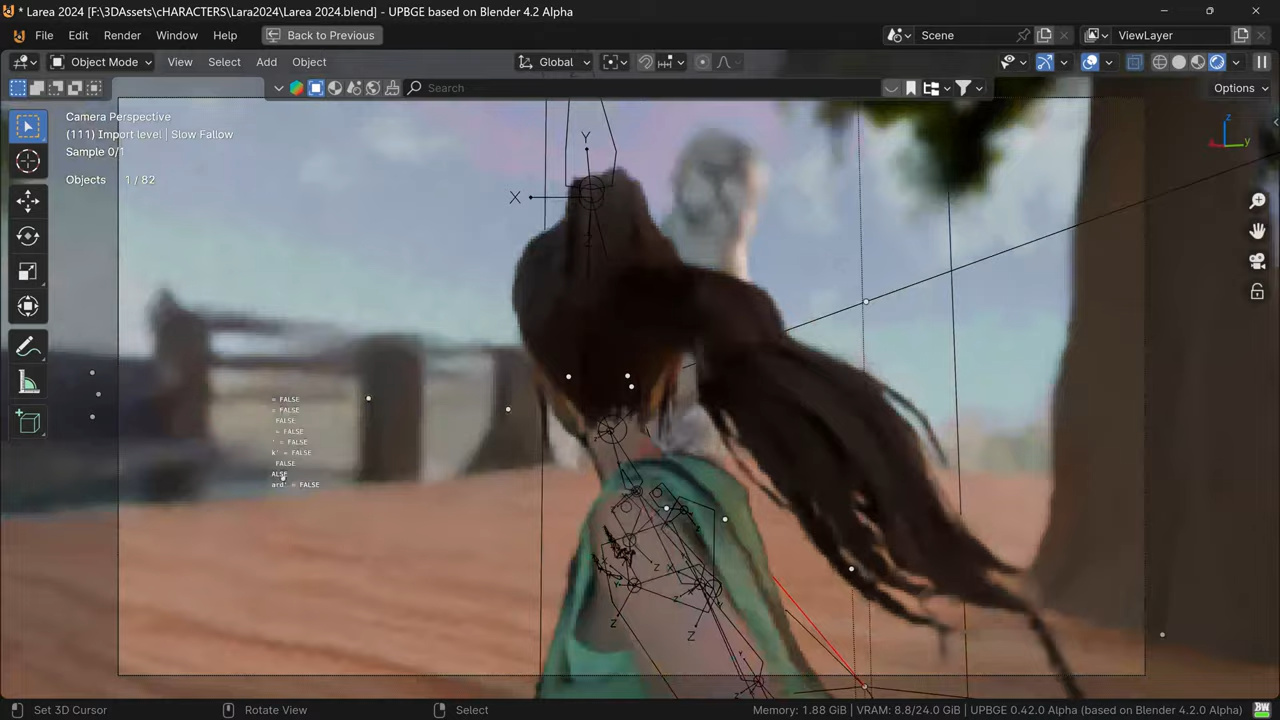 * Larea 2024 [F:\3DAssets\cHARACTERS\Lara2024\Larea 2024.blend] - UPBGE based on Blender 4.2 Alpha
File Edit Render Window Help Back to Previous Scene ViewLayer
Object Mode View Select Add Object Global
Search Options
Camera Perspective
(111) Import level | Slow Fallow
Sample 0/1
Objects 1 / 82
Z
Y
Y
X
Z
= FALSE
= FALSE
FALSE
= FALSE
' = FALSE
k' = FALSE
FALSE
ALSE
ard' = FALSE
Z
X
Z
Z
Z
Set 3D Cursor Rotate View Select Memory: 1.88 GiB | VRAM: 8.8/24.0 GiB | UPBGE 0.42.0 Alpha (based on Blender 4.2.0 Alpha)
BW